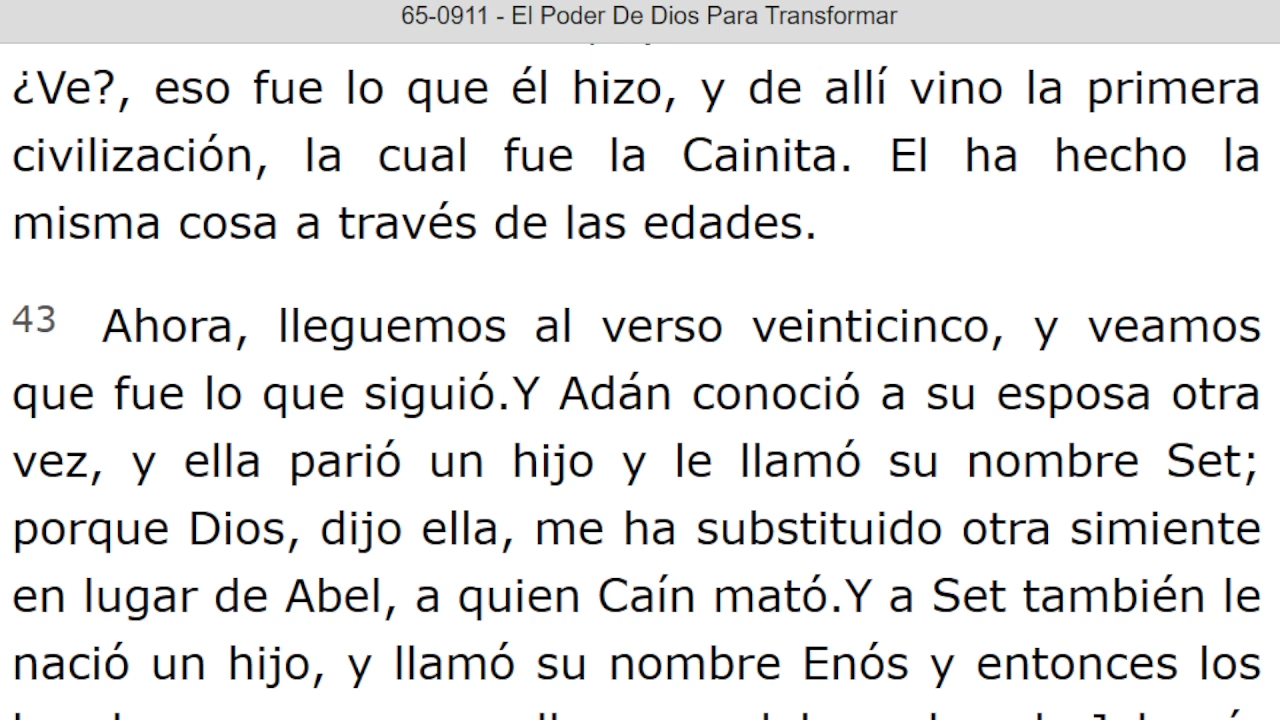 65-0911 - El Poder De Dios Para Transformar
¿Ve?, eso fue lo que él hizo, y de allí vino la primera
civilización, la cual fue la Cainita. El ha hecho la
misma cosa a través de las edades.
43 Ahora, lleguemos al verso veinticinco, y veamos
que fue lo que siguió.Y Adán conoció a su esposa otra
vez, y ella parió un hijo y le llamó su nombre Set;
porque Dios, dijo ella, me ha substituido otra simiente
en lugar de Abel, a quien Caín mató.Y a Set también le
nació un hijo, y llamó su nombre Enós y entonces los